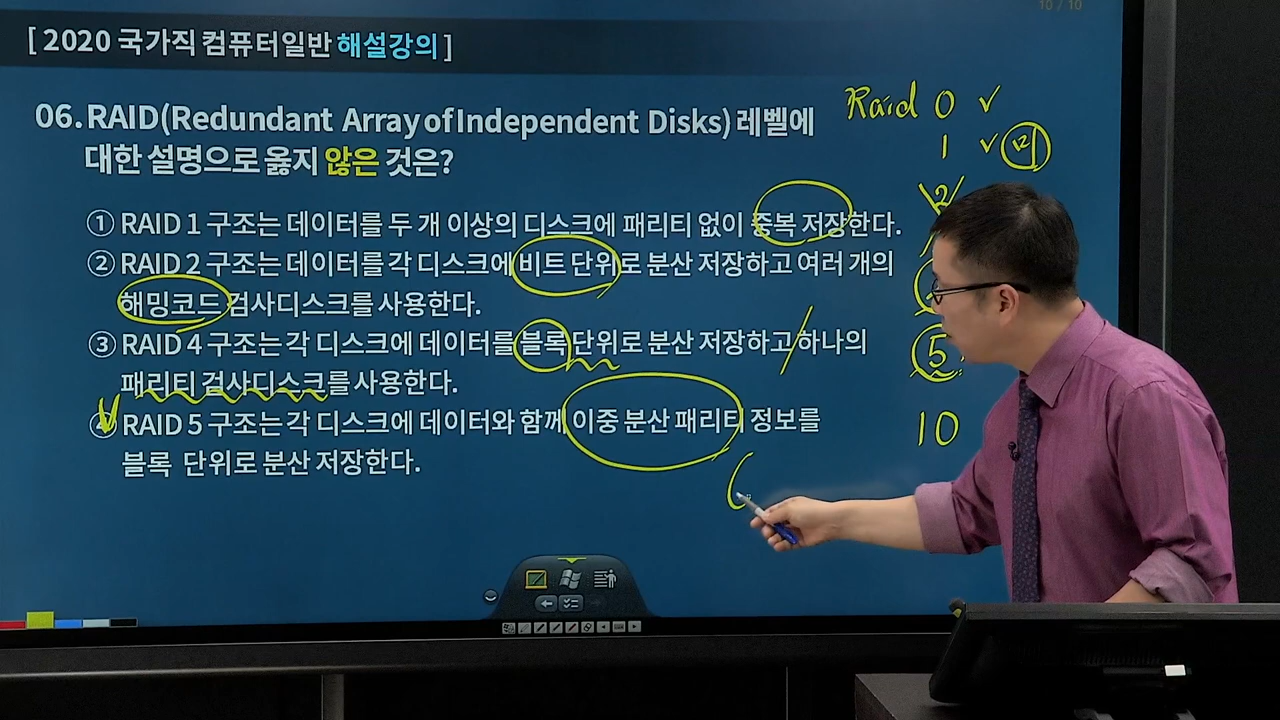 10 / 10
[ 2020 국가직 컴퓨터일반 해설강의 ]
06. RAID(Redundant Array of Independent Disks) 레벨에
대한 설명으로 옳지 않은 것은?
① RAID 1 구조는 데이터를 두 개 이상의 디스크에 패리티 없이 중복 저장한다.
② RAID 2 구조는 데이터를 각 디스크에 비트 단위로 분산 저장하고 여러 개의
해밍코드 검사디스크를 사용한다.
③ RAID 4 구조는 각 디스크에 데이터를 블록 단위로 분산 저장하고 하나의
패리티 검사디스크를 사용한다.
④ RAID 5 구조는 각 디스크에 데이터와 함께 이중 분산 패리티 정보를
블록 단위로 분산 저장한다.
Raid 0 ✓
1 ✓ 미
2
5
10